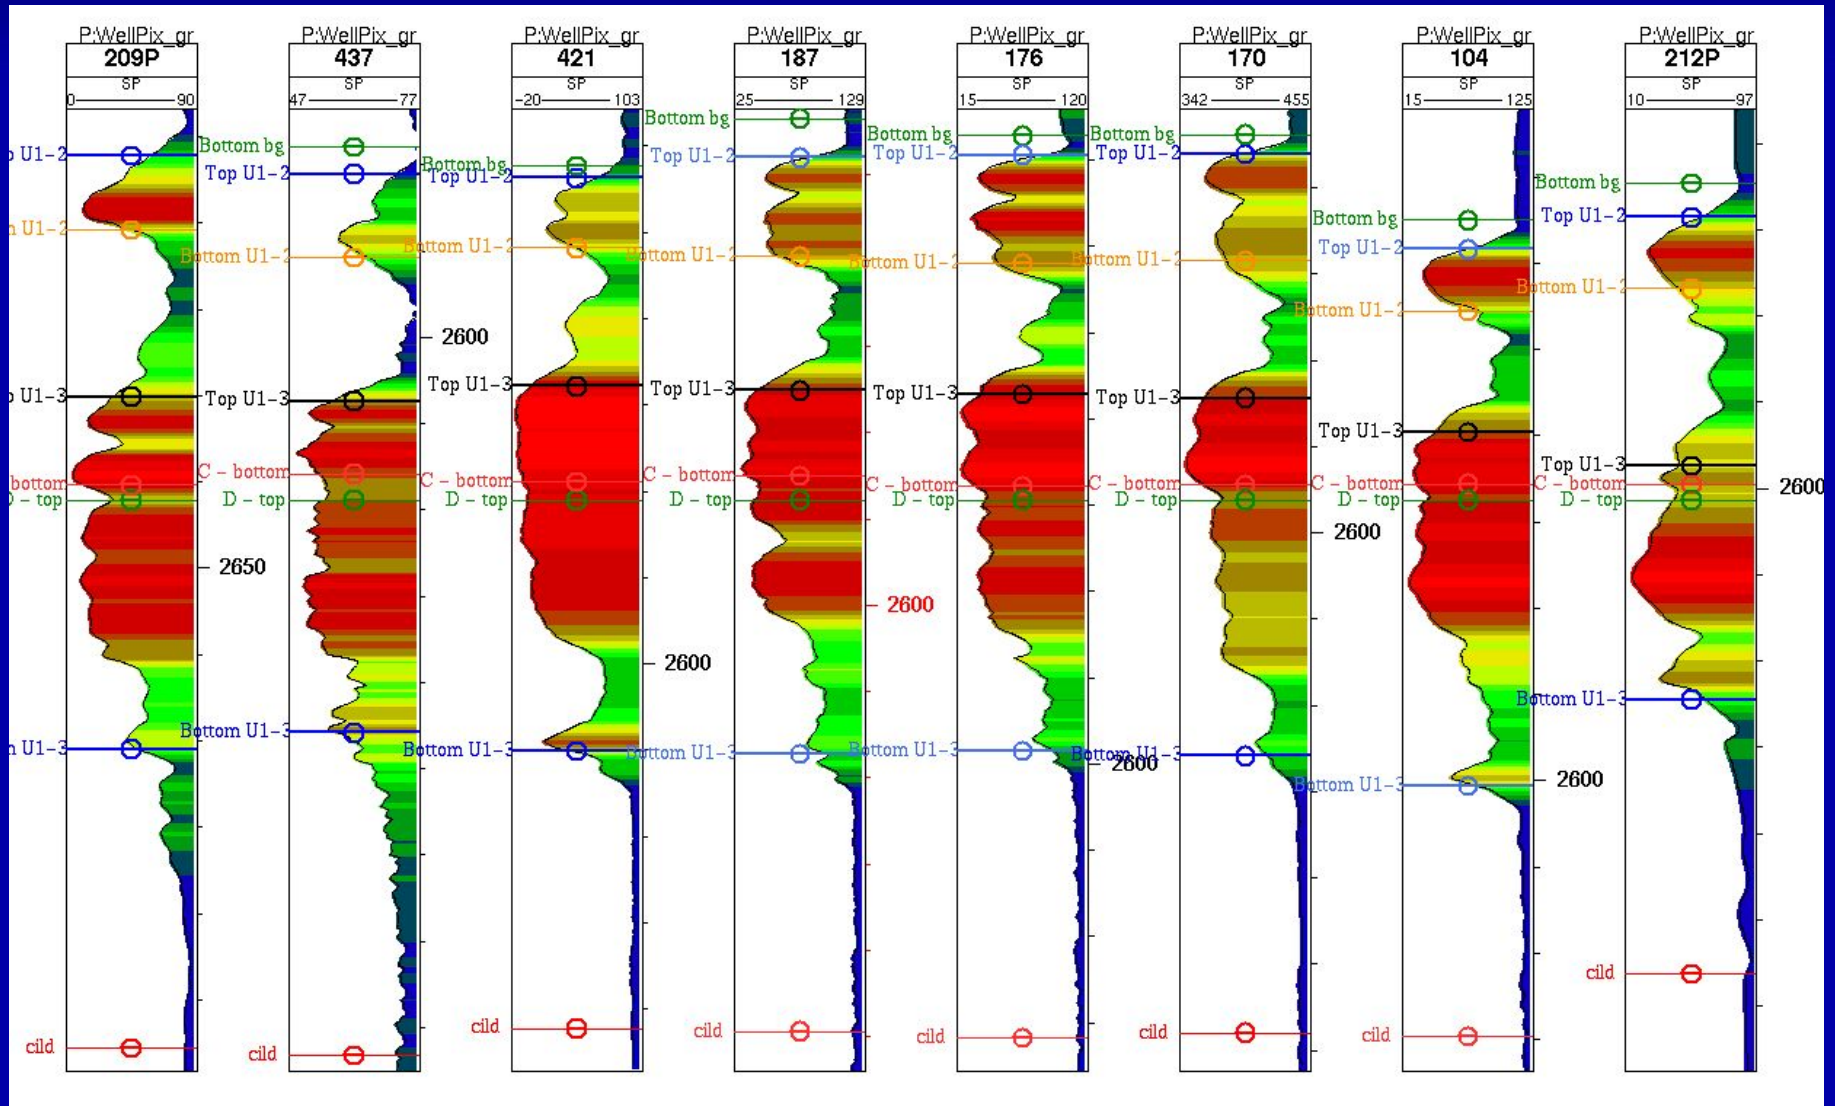 P:WellPix_gr P:WellPix_gr P:WellPix_gr P:WellPix_gr P:WellPix_gr P:WellPix_gr P:WellPix_gr P:WellPix_gr
209P 437 421 187 176 170 104 212P
SP SP SP SP SP SP SP SP
0 90 47 77 -20 103 25 129 15 120 342 455 15 125 10 97
Bottom bg
Bottom bg Bottom bg
Bottom bg
o U1-2 Top U1-2 Top U1-2 Top U1-2
Bottom bg
Top U1-2 Top U1-2
Bottom bg
Top U1-2
Bottom bg
n U1-2
Bottom U1-2 Top U1-2
Bottom U1-2 Bottom U1-2 Bottom U1-2 Bottom U1-2
Bottom U1-2
Bottom U1-2
2600
Top U1-3 Top U1-3 Top U1-3 Top U1-3
o U1-3 Top U1-3
Top U1-3
Top U1-3
C - bottom C - bottom C - bottom
bottom C - bottom C - bottom C - bottom C - bottom
2600
D - top D - top D - top D - top D - top D - top D - top
2600
2650
2600
2600
Bottom U1-3
Bottom U1-3
n U1-3 Bottom U1-3 Bottom U1-3 Bottom U1-3 Bottom U1-3
2600
2600
Bottom U1-3
cild
cild cild cild cild cild
cild cild